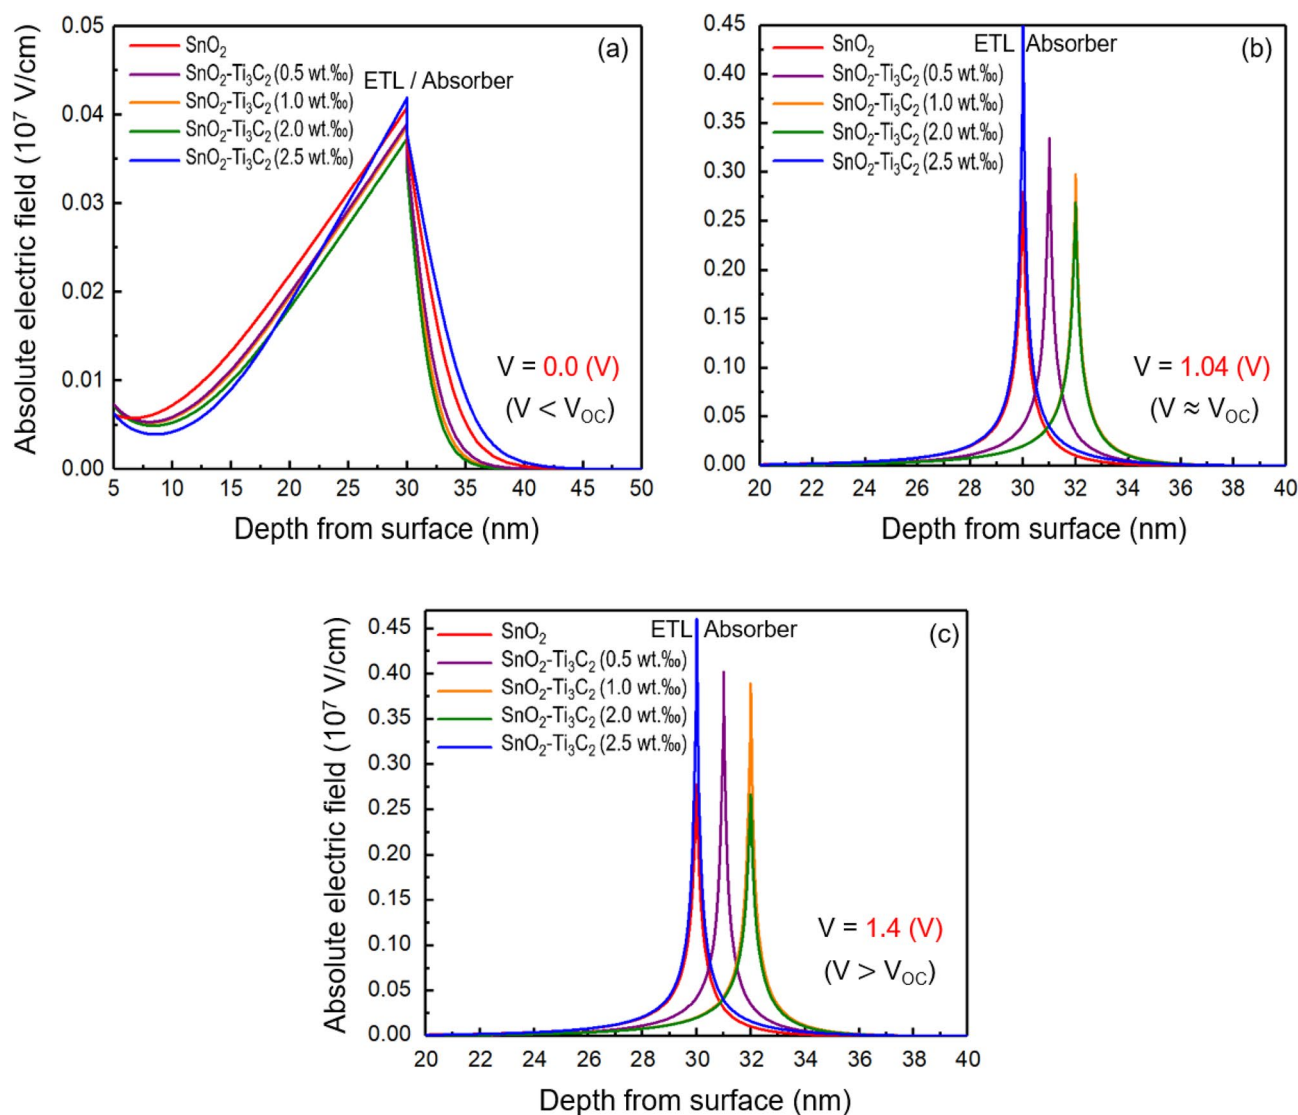 (a)
SnO₂
SnO₂-Ti₃C₂ (0.5 wt.‰)
SnO₂-Ti₃C₂ (1.0 wt.‰)
SnO₂-Ti₃C₂ (2.0 wt.‰)
SnO₂-Ti₃C₂ (2.5 wt.‰)
ETL / Absorber
V = 0.0 (V)
(V < V_OC)
Absolute electric field (10⁷ V/cm)
0.05
0.04
0.03
0.02
0.01
0.00
5 10 15 20 25 30 35 40 45 50
Depth from surface (nm)
(b)
SnO₂
SnO₂-Ti₃C₂ (0.5 wt.‰)
SnO₂-Ti₃C₂ (1.0 wt.‰)
SnO₂-Ti₃C₂ (2.0 wt.‰)
SnO₂-Ti₃C₂ (2.5 wt.‰)
ETL Absorber
V = 1.04 (V)
(V ≈ V_OC)
0.45
0.40
0.35
0.30
0.25
0.20
0.15
0.10
0.05
0.00
20 22 24 26 28 30 32 34 36 38 40
Depth from surface (nm)
(c)
SnO₂
SnO₂-Ti₃C₂ (0.5 wt.‰)
SnO₂-Ti₃C₂ (1.0 wt.‰)
SnO₂-Ti₃C₂ (2.0 wt.‰)
SnO₂-Ti₃C₂ (2.5 wt.‰)
ETL Absorber
V = 1.4 (V)
(V > V_OC)
Absolute electric field (10⁷ V/cm)
0.45
0.40
0.35
0.30
0.25
0.20
0.15
0.10
0.05
0.00
20 22 24 26 28 30 32 34 36 38 40
Depth from surface (nm)